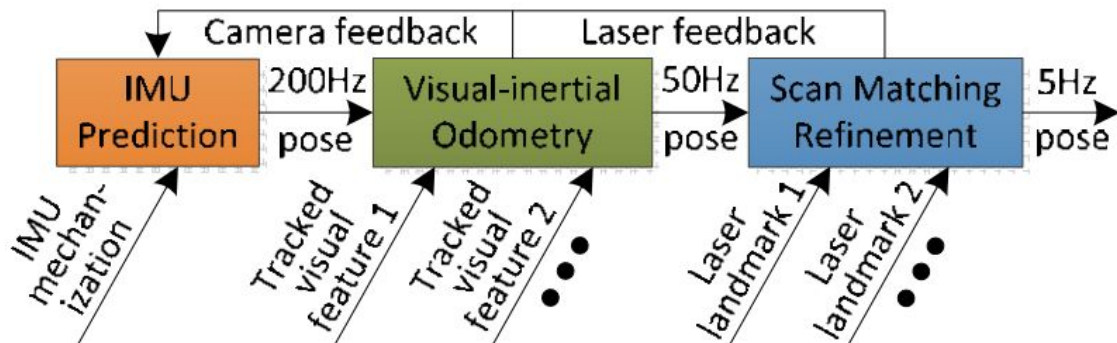 Camera feedback
Laser feedback
IMU
Prediction
200Hz
pose
Visual-inertial
Odometry
50Hz
pose
Scan Matching
Refinement
5Hz
pose
IMU
mechan-
ization
Tracked
visual
feature 1
Tracked
visual
feature 2
Laser
landmark 1
Laser
landmark 2